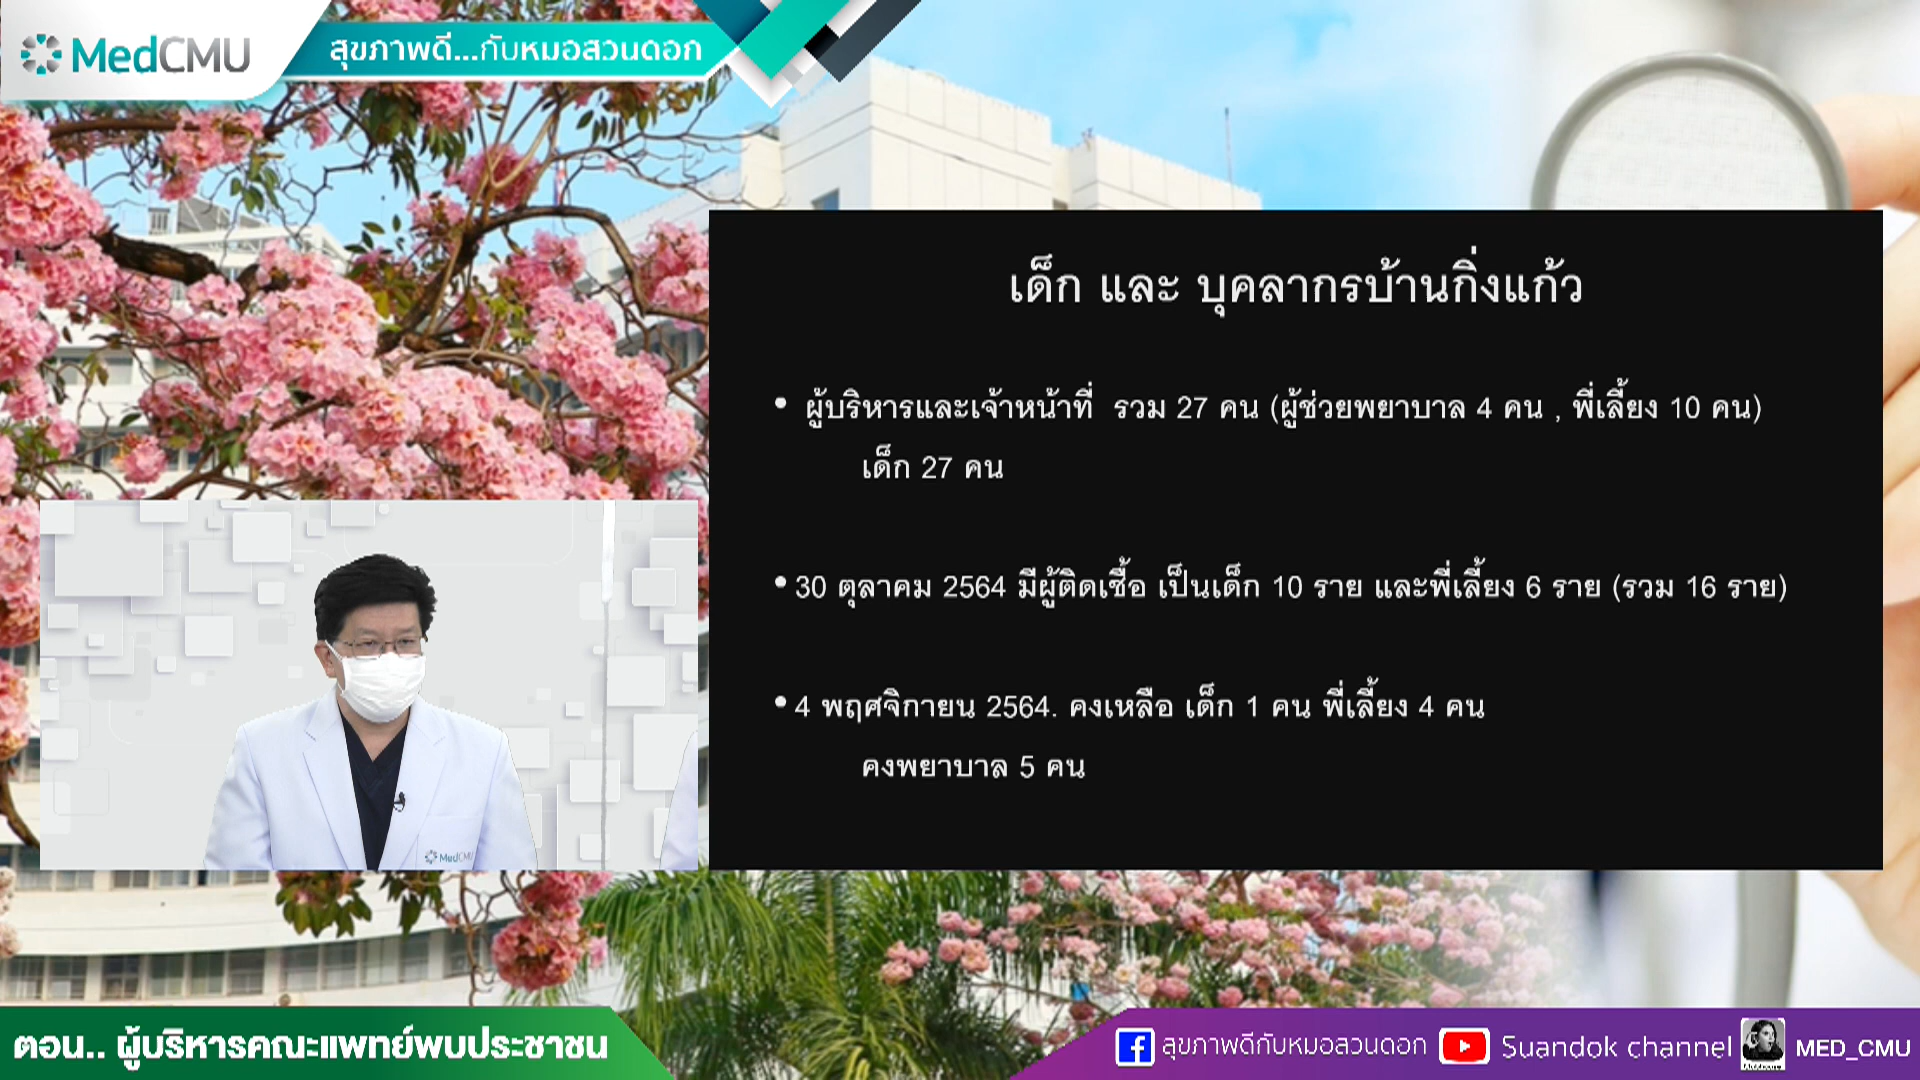 MedCMU
สุขภาพดี...กับหมอสวนดอก
เด็ก และ บุคลากรบ้านกิ่งแก้ว
• ผู้บริหารและเจ้าหน้าที่ รวม 27 คน (ผู้ช่วยพยาบาล 4 คน , พี่เลี้ยง 10 คน)
เด็ก 27 คน
• 30 ตุลาคม 2564 มีผู้ติดเชื้อ เป็นเด็ก 10 ราย และพี่เลี้ยง 6 ราย (รวม 16 ราย)
• 4 พฤศจิกายน 2564. คงเหลือ เด็ก 1 คน พี่เลี้ยง 4 คน
คงพยาบาล 5 คน
MedCMU
ตอน.. ผู้บริหารคณะแพทย์พบประชาชน
สุขภาพดีกับหมอสวนดอก
Suandok channel
MED_CMU